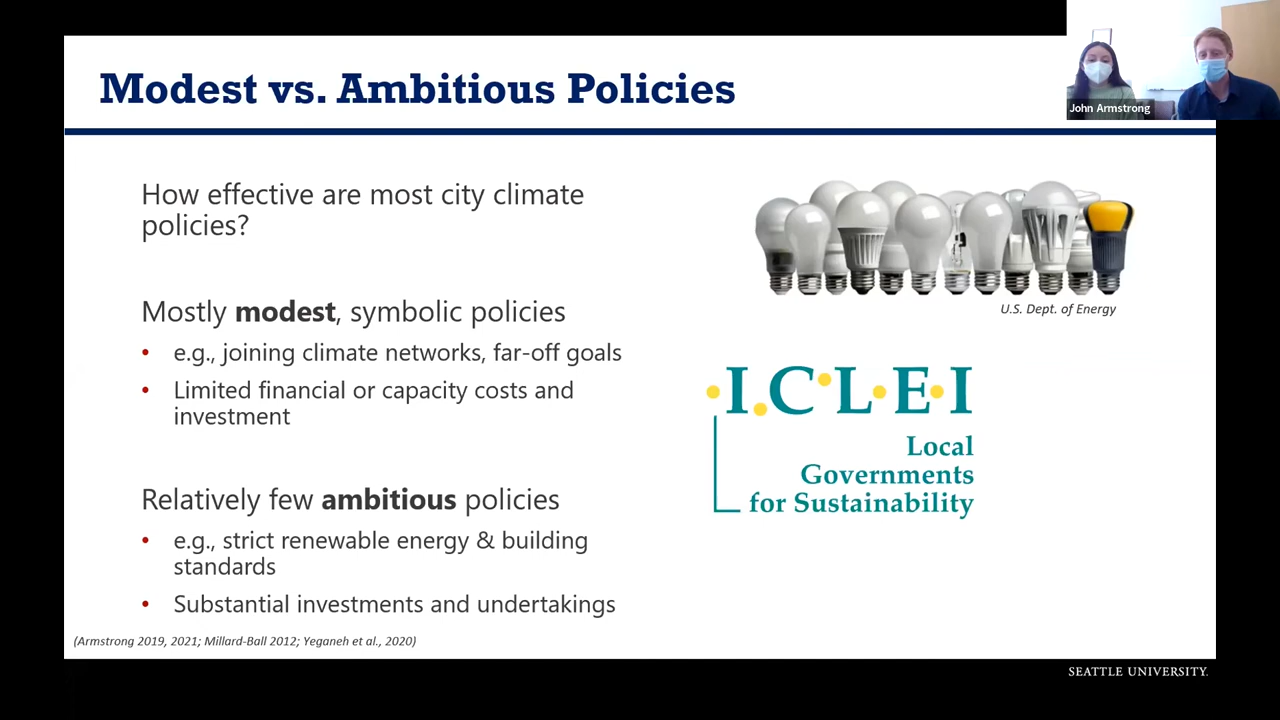 Modest vs. Ambitious Policies
John Armstrong
How effective are most city climate
policies?
U.S. Dept. of Energy
Mostly modest, symbolic policies
• e.g., joining climate networks, far-off goals
• Limited financial or capacity costs and
investment
I.C.L.E.I
Local
Governments
for Sustainability
Relatively few ambitious policies
• e.g., strict renewable energy & building
standards
• Substantial investments and undertakings
(Armstrong 2019, 2021; Millard-Ball 2012; Yeganeh et al., 2020)
SEATTLE UNIVERSITY.